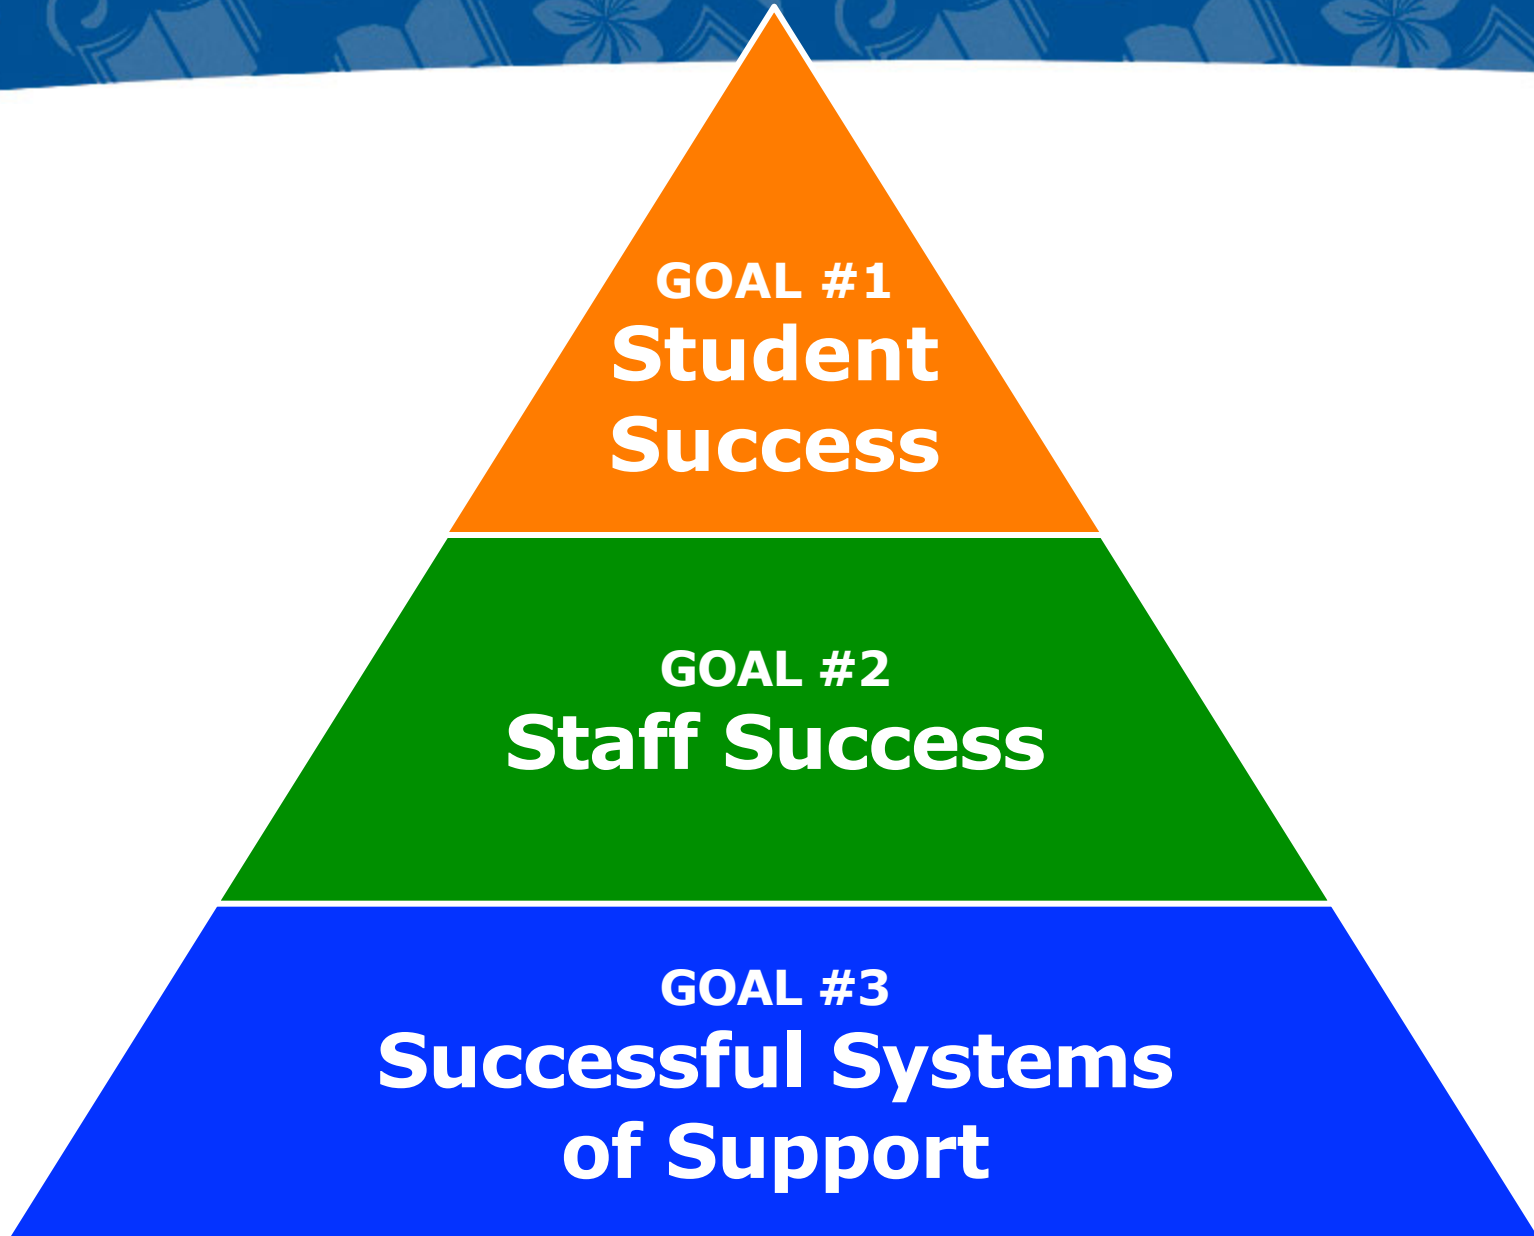 GOAL #1
Student
Success
GOAL #2
Staff Success
GOAL #3
Successful Systems
of Support